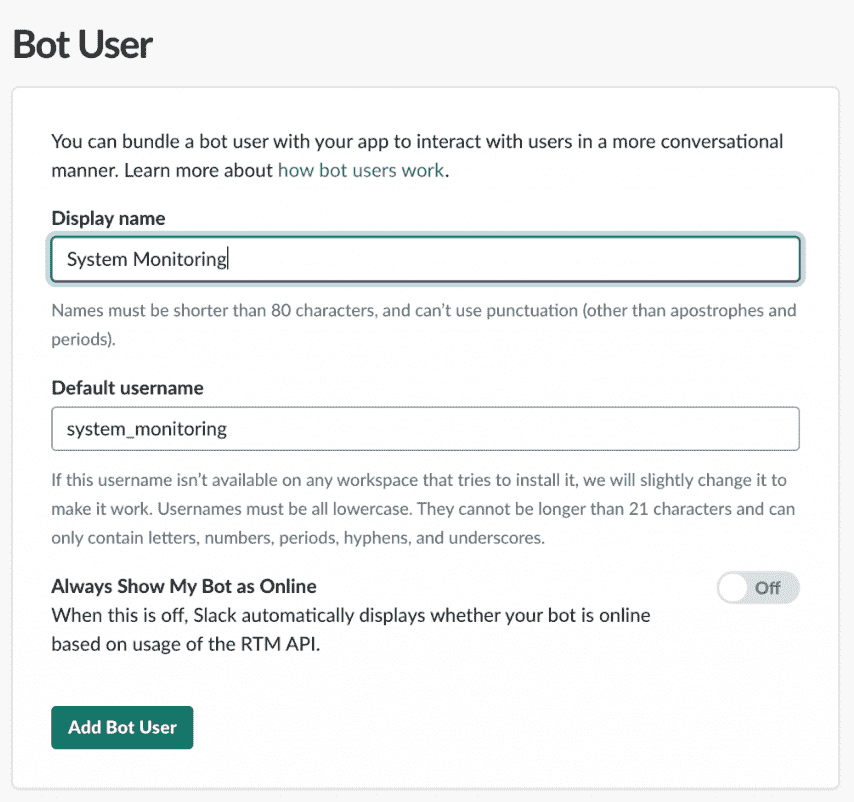 Bot User
You can bundle a bot user with your app to interact with users in a more conversational
manner. Learn more about how bot users work.
Display name
System Monitoring
Names must be shorter than 80 characters, and can’t use punctuation (other than apostrophes and
periods).
Default username
system_monitoring
If this username isn’t available on any workspace that tries to install it, we will slightly change it to
make it work. Usernames must be all lowercase. They cannot be longer than 21 characters and can
only contain letters, numbers, periods, hyphens, and underscores.
Always Show My Bot as Online
Off
When this is off, Slack automatically displays whether your bot is online
based on usage of the RTM API.
Add Bot User